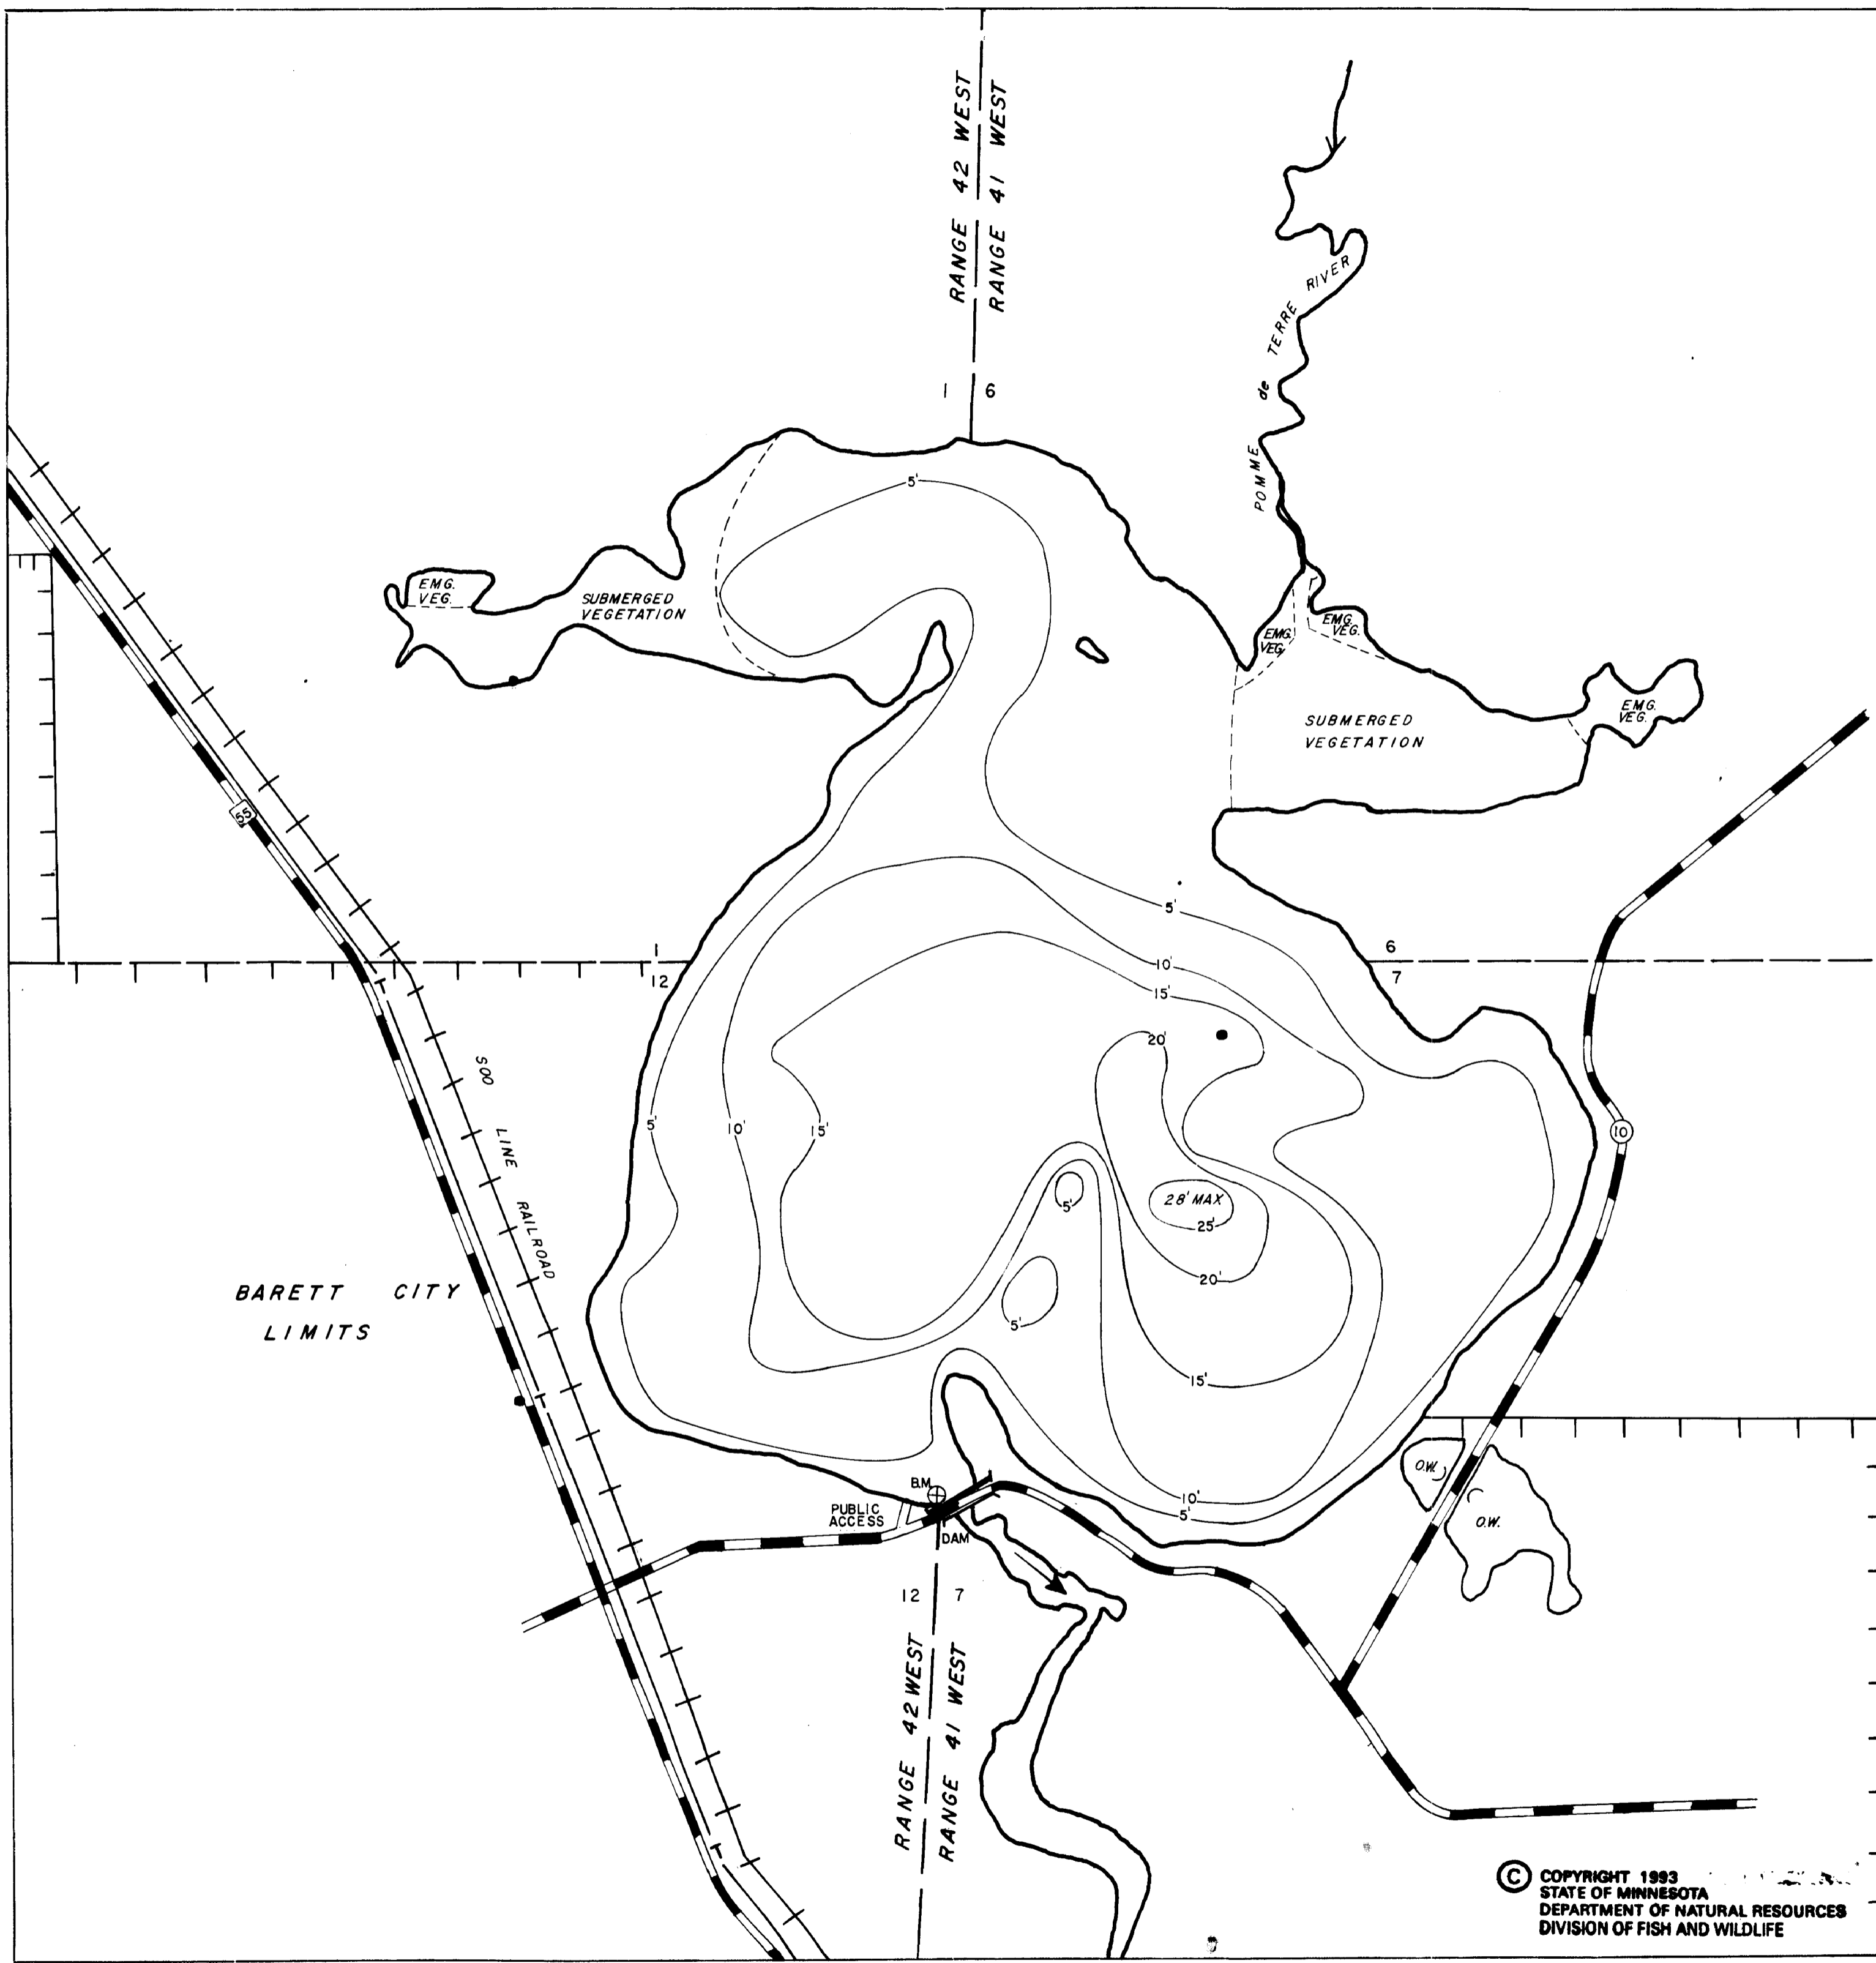 RANGE 42 WEST
RANGE 41 WEST
1 6
POMME de TERRE RIVER
5'
EMG.
VEG.
SUBMERGED
VEGETATION
EMG.
VEG.
EMG.
VEG.
EMG.
VEG.
SUBMERGED
VEGETATION
55
5'
1
12
6
7
10'
15'
20'
SOO LINE RAILROAD
5'
10'
15'
10
28' MAX
25'
5'
20'
5'
BARETT CITY
LIMITS
15'
O.W.
O.W.
B.M.
10'
5'
PUBLIC
ACCESS
DAM
12 7
RANGE 42 WEST
RANGE 41 WEST
© COPYRIGHT 1993
STATE OF MINNESOTA
DEPARTMENT OF NATURAL RESOURCES
DIVISION OF FISH AND WILDLIFE